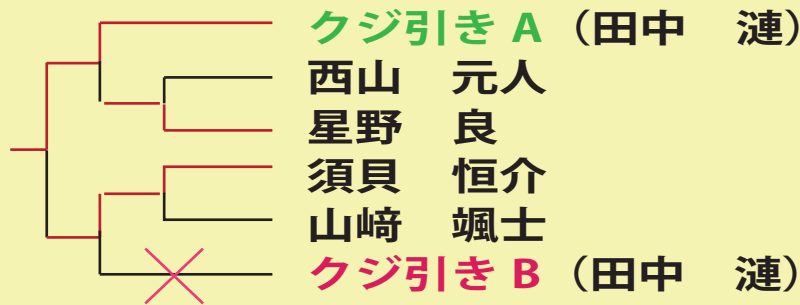 クジ引き A（田中　漣）
西山　元人
星野　良
須貝　恒介
山﨑　颯士
クジ引き B（田中　漣）